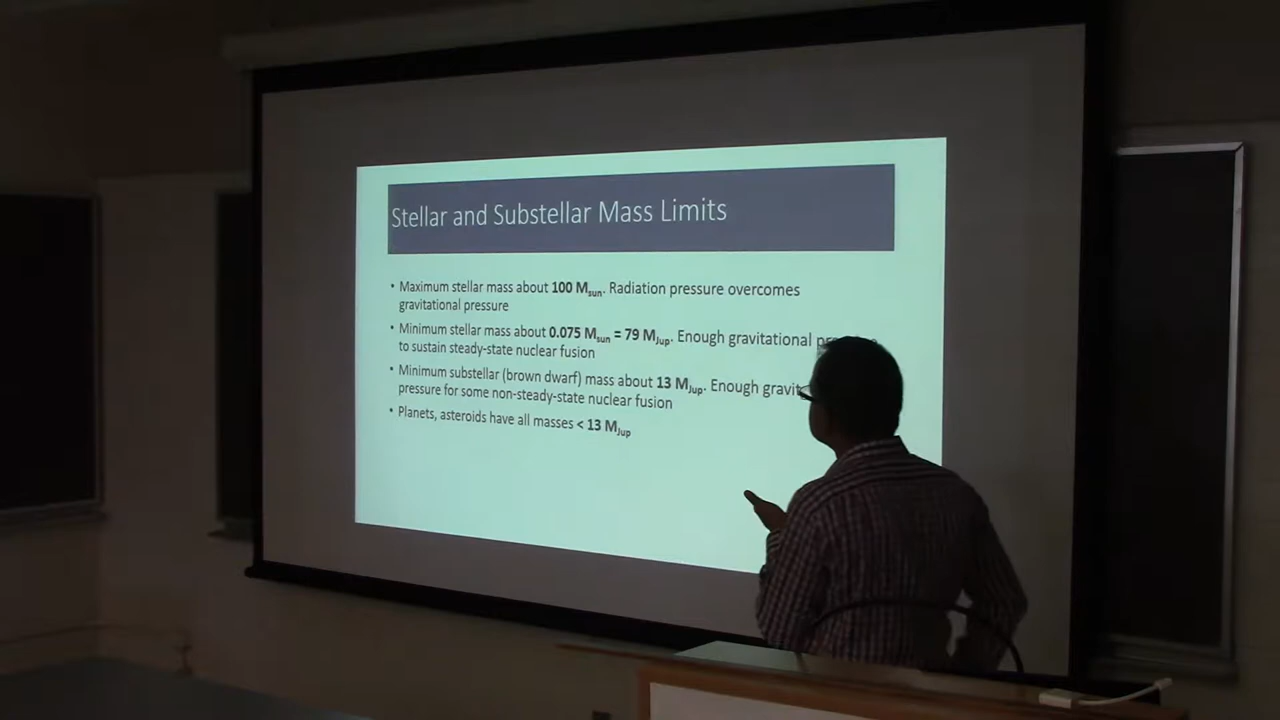 Stellar and Substellar Mass Limits
• Maximum stellar mass about 100 Msun. Radiation pressure overcomes
gravitational pressure
• Minimum stellar mass about 0.075 Msun = 79 MJup. Enough gravitational
to sustain steady-state nuclear fusion
• Minimum substellar (brown dwarf) mass about 13 MJup. Enough
pressure for some non-steady-state nuclear fusion
• Planets, asteroids have all masses < 13 MJup